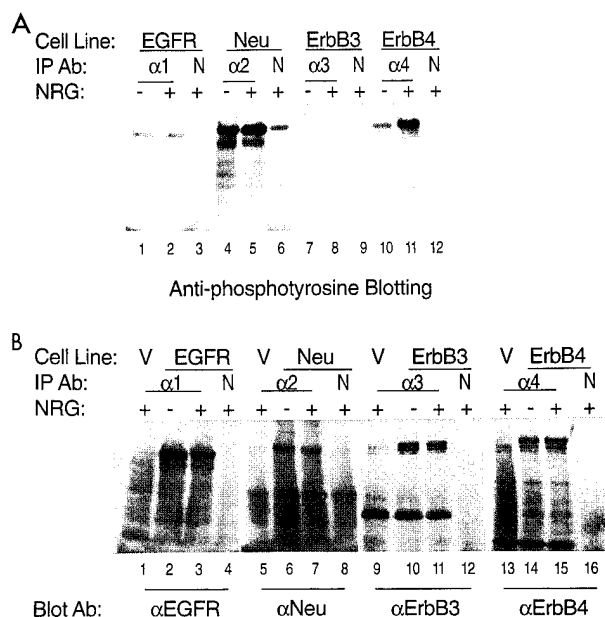 A
Cell Line: EGFR Neu ErbB3 ErbB4
IP Ab: α1 N α2 N α3 N α4 N
NRG: - + + - + + - + + - + +
1 2 3 4 5 6 7 8 9 10 11 12
Anti-phosphotyrosine Blotting
B
Cell Line: V EGFR V Neu V ErbB3 V ErbB4
IP Ab: α1 N α2 N α3 N α4 N
NRG: + - + + + - + + + - + + + - + +
1 2 3 4 5 6 7 8 9 10 11 12 13 14 15 16
Blot Ab: αEGFR αNeu αErbB3 αErbB4